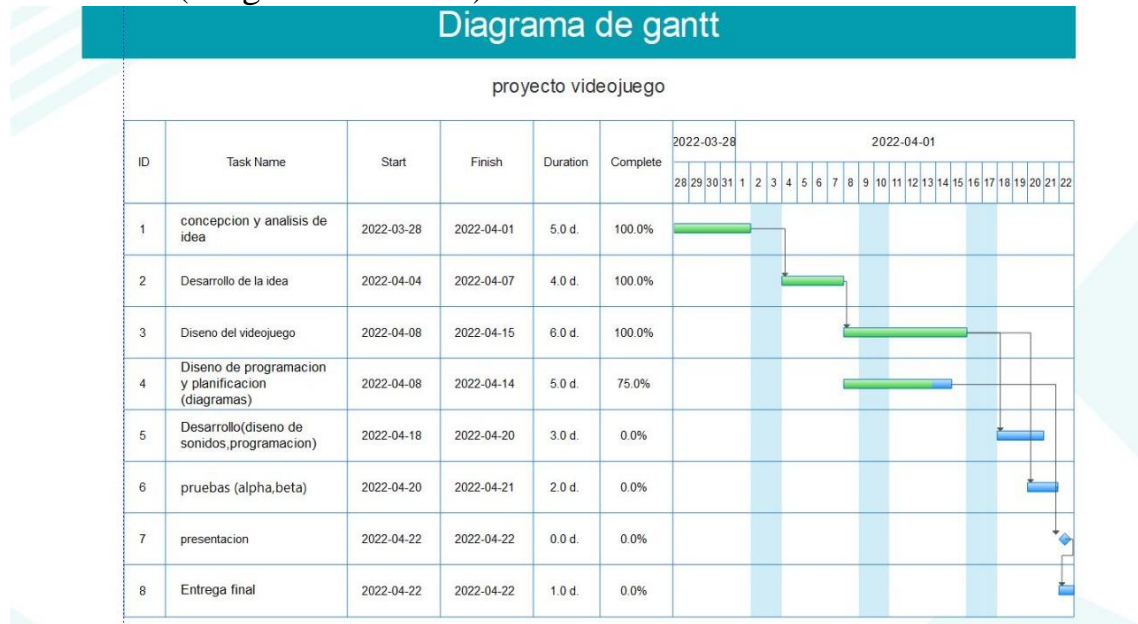 Diagrama de gantt
proyecto videojuego
ID Task Name Start Finish Duration Complete 2022-03-28 2022-04-01
28 29 30 31 1 2 3 4 5 6 7 8 9 10 11 12 13 14 15 16 17 18 19 20 21 22
1 concepcion y analisis de
idea 2022-03-28 2022-04-01 5.0 d. 100.0%
2 Desarrollo de la idea 2022-04-04 2022-04-07 4.0 d. 100.0%
3 Diseno del videojuego 2022-04-08 2022-04-15 6.0 d. 100.0%
4 Diseno de programacion
y planificacion
(diagramas) 2022-04-08 2022-04-14 5.0 d. 75.0%
5 Desarrollo(diseno de
sonidos,programacion) 2022-04-18 2022-04-20 3.0 d. 0.0%
6 pruebas (alpha,beta) 2022-04-20 2022-04-21 2.0 d. 0.0%
7 presentacion 2022-04-22 2022-04-22 0.0 d. 0.0%
8 Entrega final 2022-04-22 2022-04-22 1.0 d. 0.0%